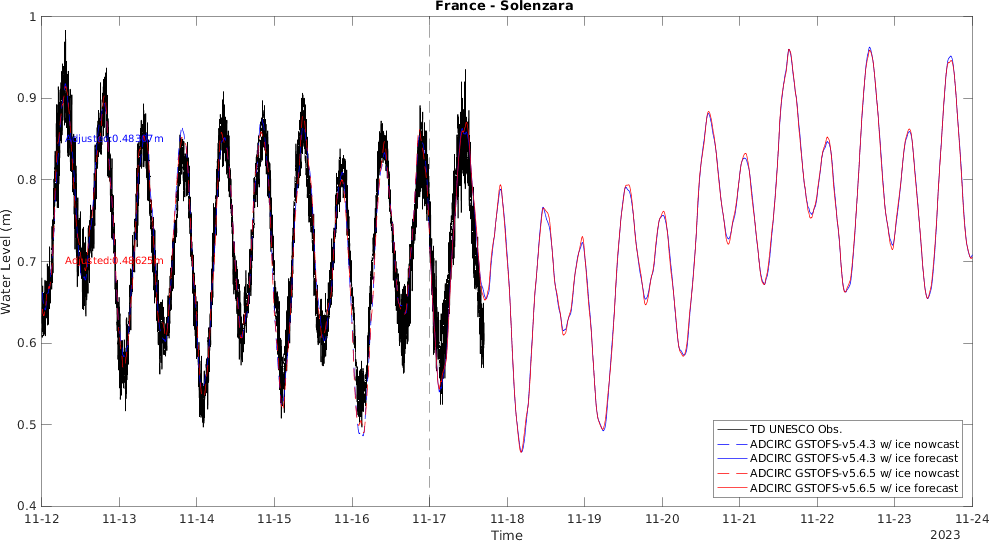 France - Solenzara
1
0.9
0.8
0.7
0.6
0.5
0.4
Water Level (m)
Adjusted:0.48317m
Adjusted:0.48625m
TD UNESCO Obs.
ADCIRC GSTOFS-v5.4.3 w/ ice nowcast
ADCIRC GSTOFS-v5.4.3 w/ ice forecast
ADCIRC GSTOFS-v5.6.5 w/ ice nowcast
ADCIRC GSTOFS-v5.6.5 w/ ice forecast
11-12 11-13 11-14 11-15 11-16 11-17 11-18 11-19 11-20 11-21 11-22 11-23 11-24
Time
2023